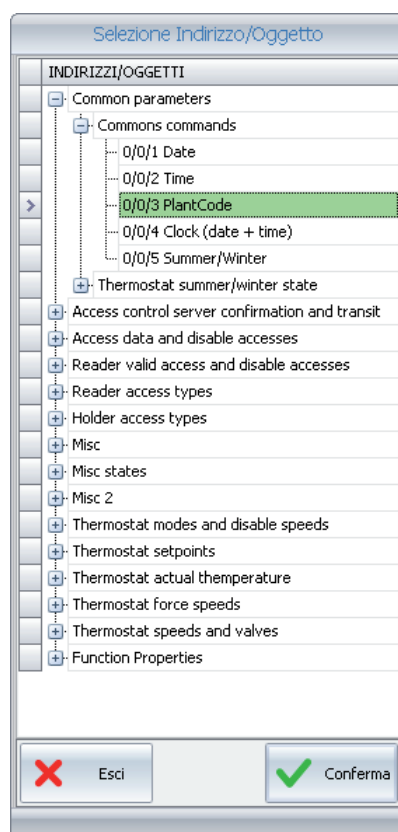 Selezione Indirizzo/Oggetto
INDIRIZZI/OGGETTI
Common parameters
Commons commands
0/0/1 Date
0/0/2 Time
0/0/3 PlantCode
0/0/4 Clock (date + time)
0/0/5 Summer/Winter
Thermostat summer/winter state
Access control server confirmation and transit
Access data and disable accesses
Reader valid access and disable accesses
Reader access types
Holder access types
Misc
Misc states
Misc 2
Thermostat modes and disable speeds
Thermostat setpoints
Thermostat actual themperature
Thermostat force speeds
Thermostat speeds and valves
Function Properties
Esci Conferma